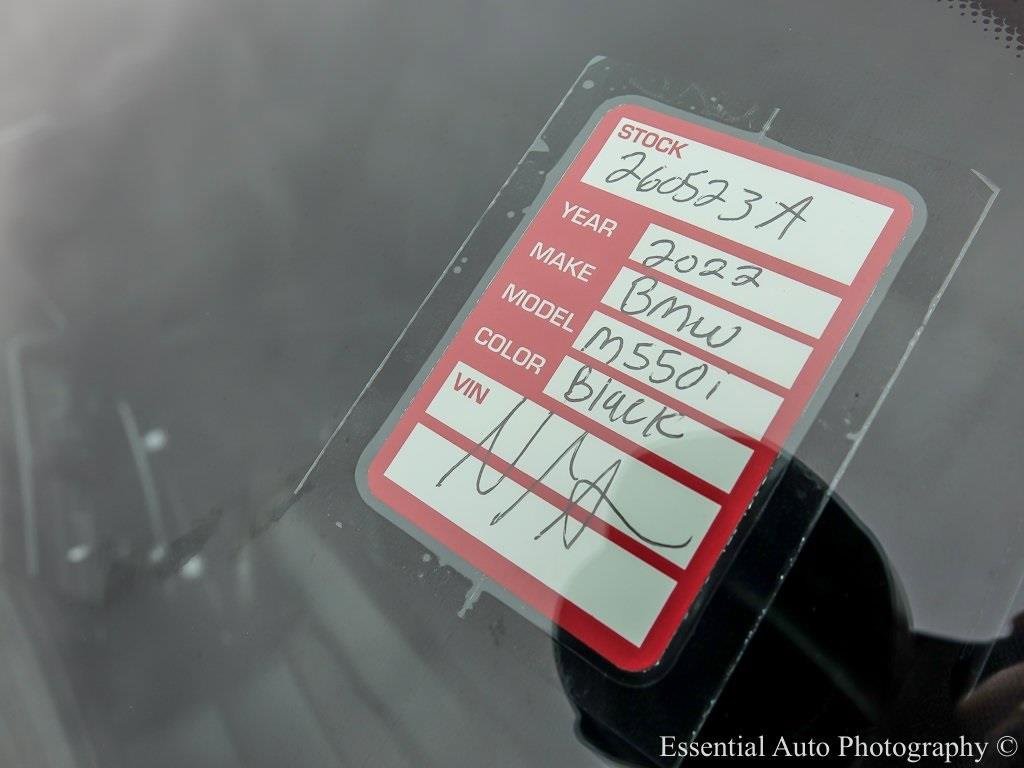 STOCK
260523A
YEAR 2022
MAKE BMW
MODEL M550i
COLOR Black
VIN
N/A
Essential Auto Photography ©